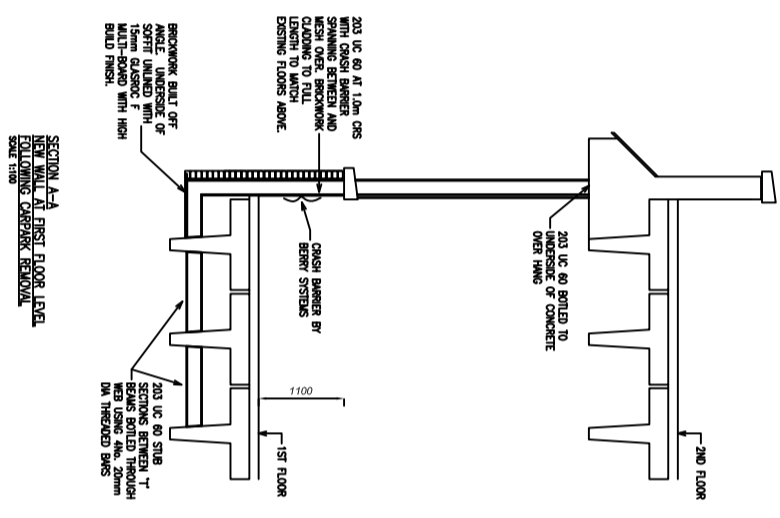 203 UC 60 AT 1.0m CRS
WITH CRASH BARRIER
SPANNING BETWEEN AND
MESH OVER. BRICKWORK
CLADDING TO FULL
LENGTH TO MATCH
EXISTING FLOORS ABOVE.
BRICKWORK BUILT OFF
ANGLE. UNDERSIDE OF
SOFFIT UNLINED WITH
15mm GLASROC F
MULTI-BOARD WITH HIGH
BUILD FINISH.
203 UC 60 BOTLED TO
UNDERSIDE OF CONCRETE
OVER HANG
CRASH BARRIER BY
BERRY SYSTEMS
2ND FLOOR
1100
1ST FLOOR
203 UC 60 STUB
SECTIONS BETWEEN "T"
BEAMS BOTLED THROUGH
WEB USING 4No. 20mm
DIA THREADED BARS
SECTION A-A
NEW WALL AT FIRST FLOOR LEVEL
FOLLOWING CARPARK REMOVAL
SCALE 1:100